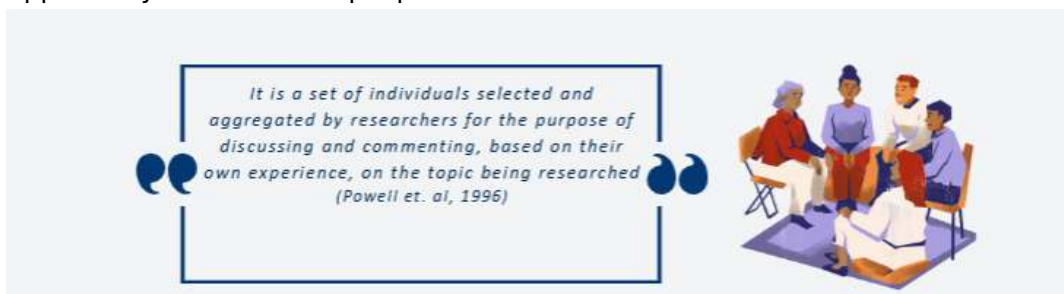 It is a set of individuals selected and
aggregated by researchers for the purpose of
discussing and commenting, based on their
own experience, on the topic being researched
(Powell et. al, 1996)